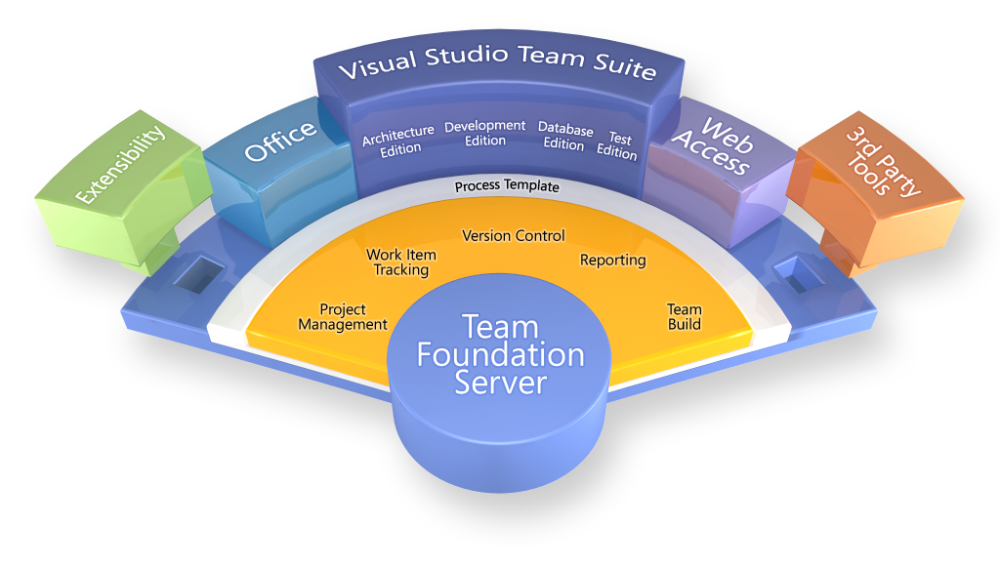 Visual Studio Team Suite
Architecture
Edition
Development
Edition
Database
Edition
Test
Edition
Extensibility
Office
Web
Access
3rd Party
Tools
Process Template
Version Control
Work Item
Tracking
Reporting
Project
Management
Team
Build
Team
Foundation
Server